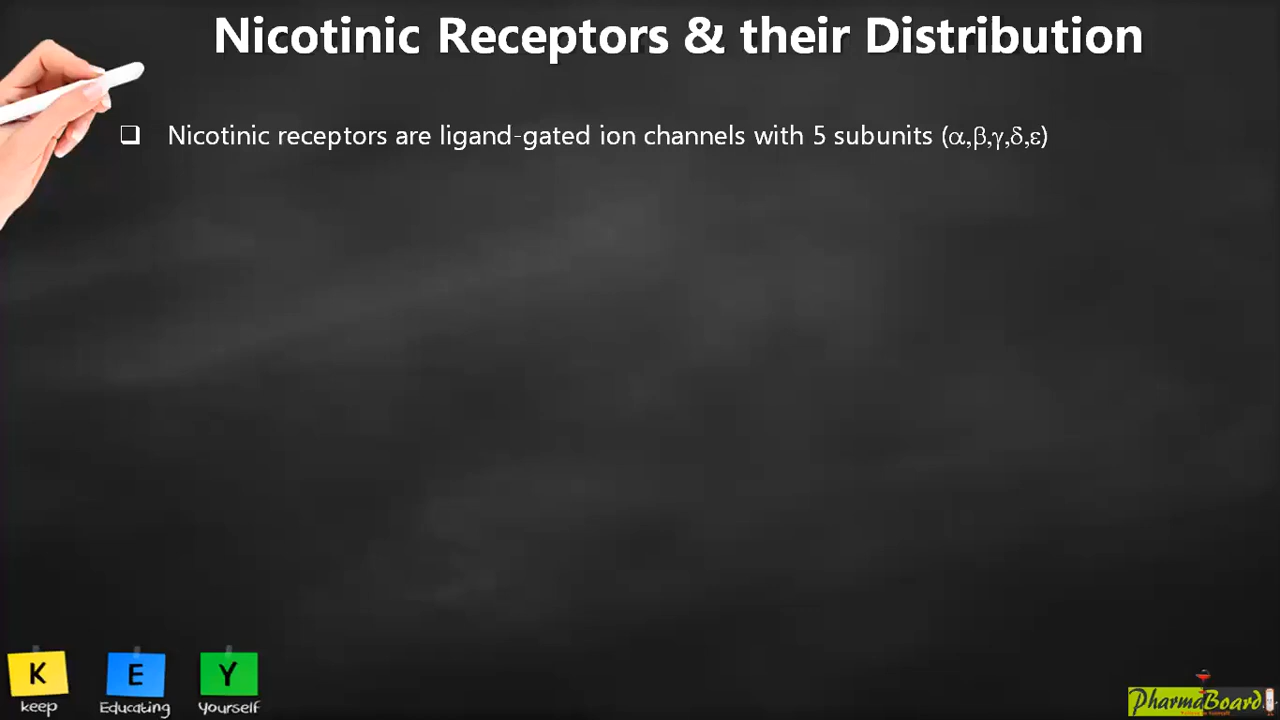 Nicotinic Receptors & their Distribution
❑ Nicotinic receptors are ligand-gated ion channels with 5 subunits (α,β,γ,δ,ε)
K E Y
keep Educating Yourself
PharmaBoard